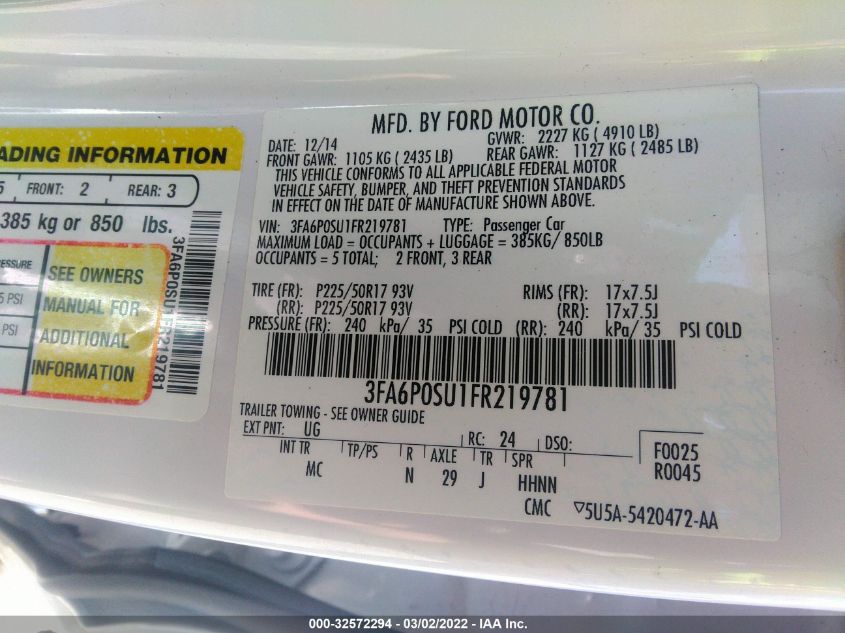 MFD. BY FORD MOTOR CO.
DATE: 12/14 GVWR: 2227 KG ( 4910 LB)
FRONT GAWR: 1105 KG ( 2435 LB) REAR GAWR: 1127 KG ( 2485 LB)
THIS VEHICLE CONFORMS TO ALL APPLICABLE FEDERAL MOTOR
VEHICLE SAFETY, BUMPER, AND THEFT PREVENTION STANDARDS
IN EFFECT ON THE DATE OF MANUFACTURE SHOWN ABOVE.
VIN: 3FA6P0SU1FR219781 TYPE: Passenger Car
MAXIMUM LOAD = OCCUPANTS + LUGGAGE = 385KG/ 850LB
OCCUPANTS = 5 TOTAL; 2 FRONT, 3 REAR
TIRE (FR): P225/50R17 93V RIMS (FR): 17x7.5J
(RR): P225/50R17 93V (RR): 17x7.5J
PRESSURE (FR): 240 kPa/ 35 PSI COLD (RR): 240 kPa/ 35 PSI COLD
3FA6P0SU1FR219781
TRAILER TOWING - SEE OWNER GUIDE
EXT PNT: UG RC: 24 DSO:
INT TR TP/PS R AXLE TR SPR
MC N 29 J HHNN
CMC ▽5U5A-5420472-AA
F0025
R0045
ADING INFORMATION
5 FRONT: 2 REAR: 3
385 kg or 850 lbs.
3FA6P0SU1FR219781
SEE OWNERS
MANUAL FOR
ADDITIONAL
INFORMATION
5 PSI
PSI
000-32572294 - 03/02/2022 - IAA Inc.